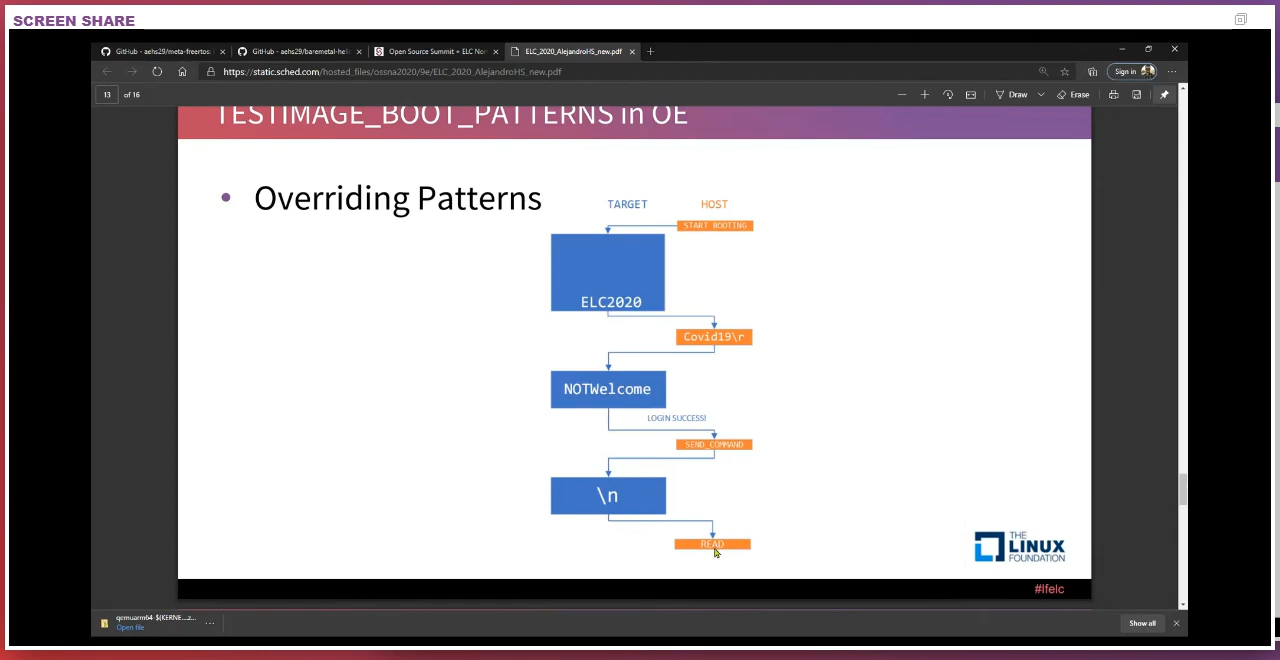 SCREEN SHARE
GitHub - aehs29/meta-freertos:
GitHub - aehs29/baremetal-hel
Open Source Summit + ELC Nor
ELC_2020_AlejandroHS_new.pdf
https://static.sched.com/hosted_files/ossna2020/9e/ELC_2020_AlejandroHS_new.pdf
Sign in
13 of 16
Draw
Erase
TESTIMAGE_BOOT_PATTERNS in OE
• Overriding Patterns
TARGET HOST
START_BOOTING
ELC2020
Covid19\r
NOTWelcome
LOGIN SUCCESS!
SEND_COMMAND
\n
READ
THE
LINUX
FOUNDATION
#lfelc
qemuarm64-$(KERNE....z...
Open file
Show all